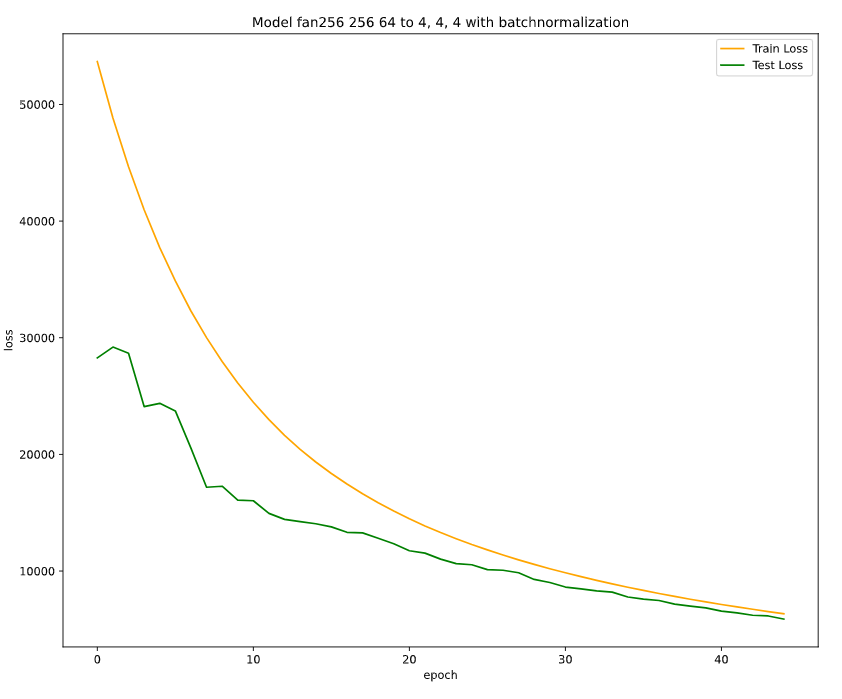 Model fan256 256 64 to 4, 4, 4 with batchnormalization
Train Loss
Test Loss
50000
40000
30000
20000
10000
loss
0 10 20 30 40
epoch